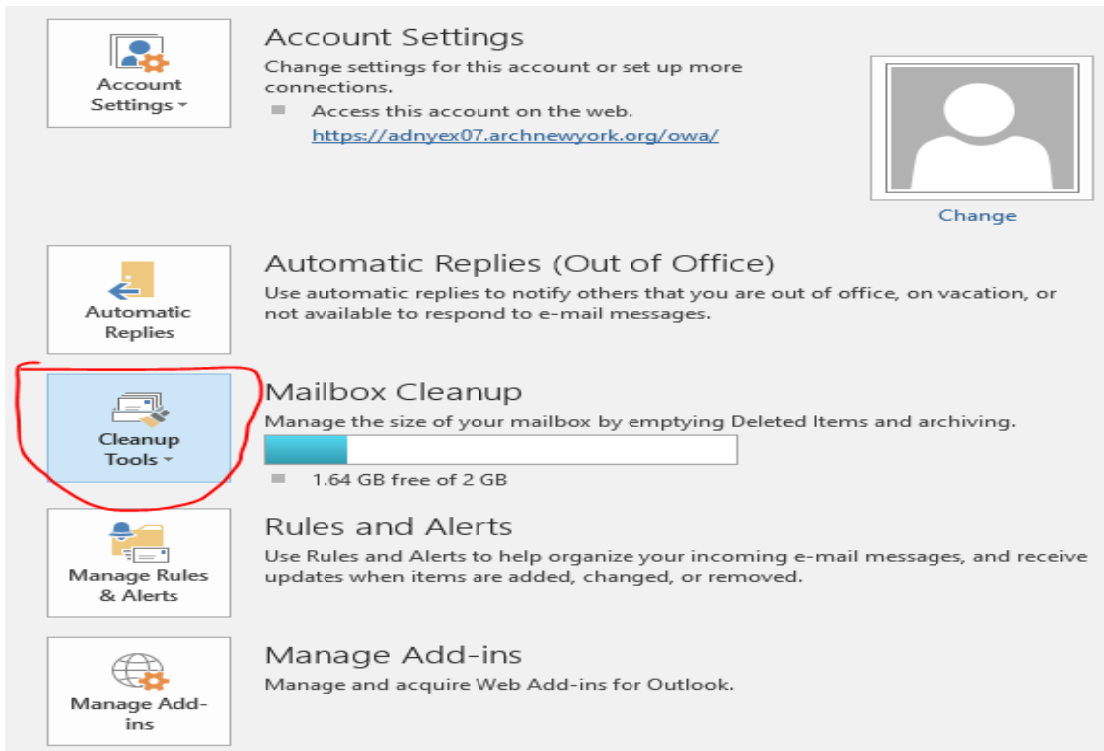 Account Settings
Change settings for this account or set up more
connections.
Access this account on the web.
https://adnyex07.archnewyork.org/owa/
Account
Settings
Change
Automatic Replies (Out of Office)
Use automatic replies to notify others that you are out of office, on vacation, or
not available to respond to e-mail messages.
Automatic
Replies
Mailbox Cleanup
Manage the size of your mailbox by emptying Deleted Items and archiving.
1.64 GB free of 2 GB
Cleanup
Tools
Rules and Alerts
Use Rules and Alerts to help organize your incoming e-mail messages, and receive
updates when items are added, changed, or removed.
Manage Rules
& Alerts
Manage Add-ins
Manage and acquire Web Add-ins for Outlook.
Manage Add-
ins